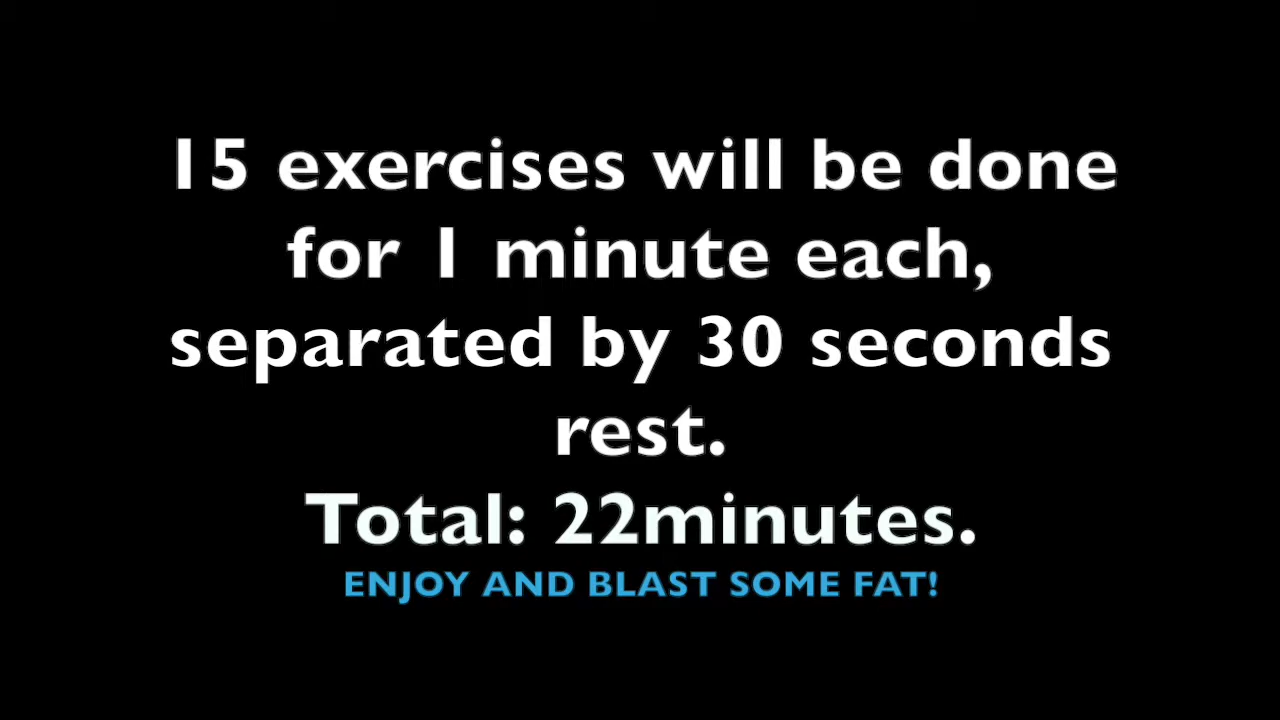 15 exercises will be done
for 1 minute each,
separated by 30 seconds
rest.
Total: 22minutes.
ENJOY AND BLAST SOME FAT!